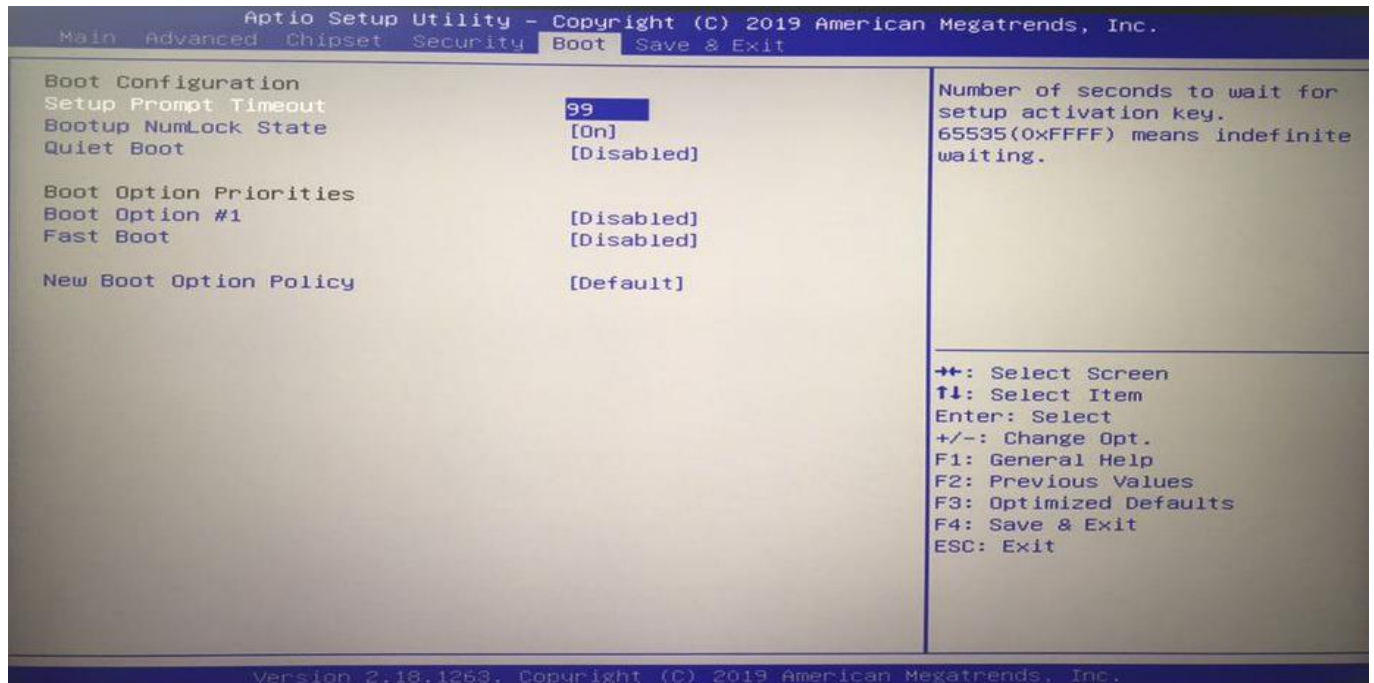 Aptio Setup Utility – Copyright (C) 2019 American Megatrends, Inc.
Main Advanced Chipset Security Boot Save & Exit
Boot Configuration
Setup Prompt Timeout 99
Bootup NumLock State [On]
Quiet Boot [Disabled]
Boot Option Priorities
Boot Option #1 [Disabled]
Fast Boot [Disabled]
New Boot Option Policy [Default]
Number of seconds to wait for
setup activation key.
65535(0xFFFF) means indefinite
waiting.
→←: Select Screen
↑↓: Select Item
Enter: Select
+/-: Change Opt.
F1: General Help
F2: Previous Values
F3: Optimized Defaults
F4: Save & Exit
ESC: Exit
Version 2.18.1263. Copyright (C) 2019 American Megatrends, Inc.